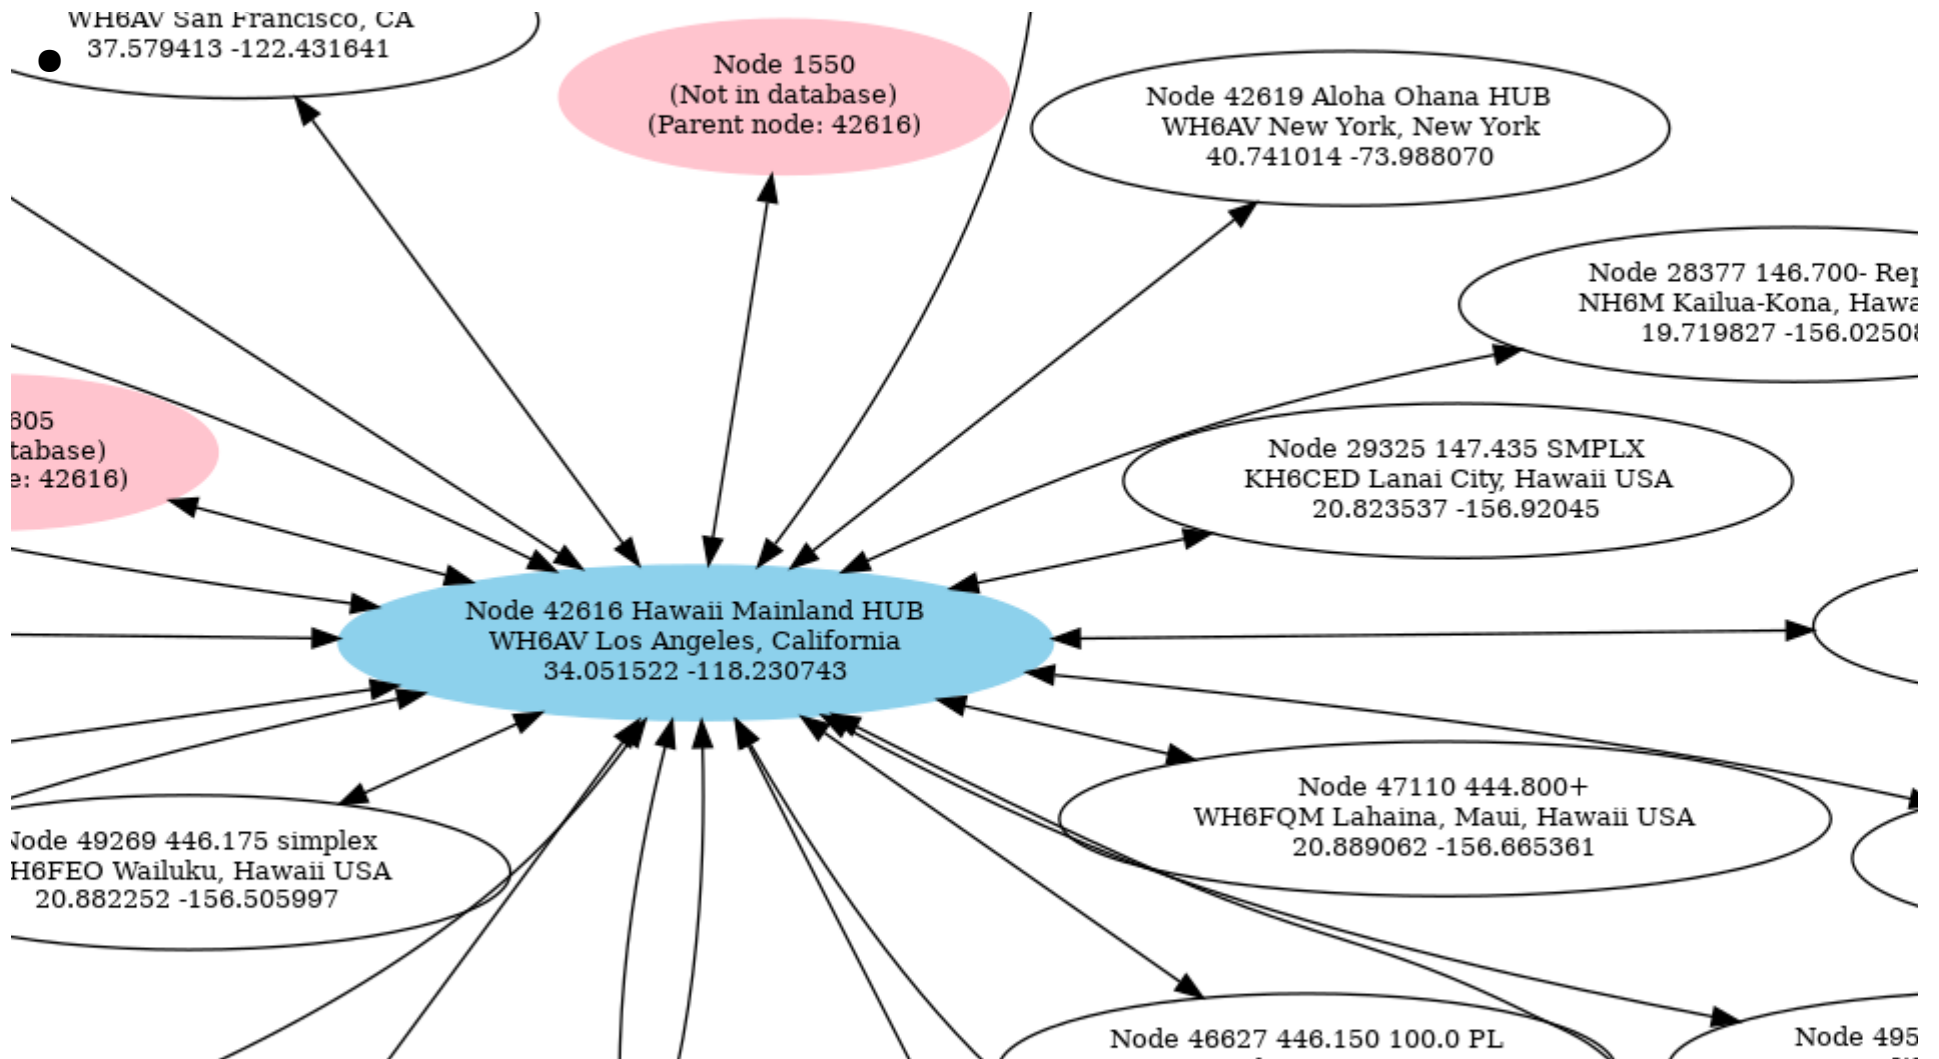 WH6AV San Francisco, CA
37.579413 -122.431641
Node 1550
(Not in database)
(Parent node: 42616)
Node 42619 Aloha Ohana HUB
WH6AV New York, New York
40.741014 -73.988070
Node 28377 146.700-
NH6M Kailua-Kona,
19.719827
605
tabase)
e: 42616)
Node 29325 147.435 SMPLX
KH6CED Lanai City, Hawaii USA
20.823537 -156.92045
Node 42616 Hawaii Mainland HUB
WH6AV Los Angeles, California
34.051522 -118.230743
Node 47110 444.800+
WH6FQM Lahaina, Maui, Hawaii USA
20.889062 -156.665361
Node 49269 446.175 simplex
H6FEO Wailuku, Hawaii USA
20.882252 -156.505997
Node 46627 446.150 100.0 PL
Node 495